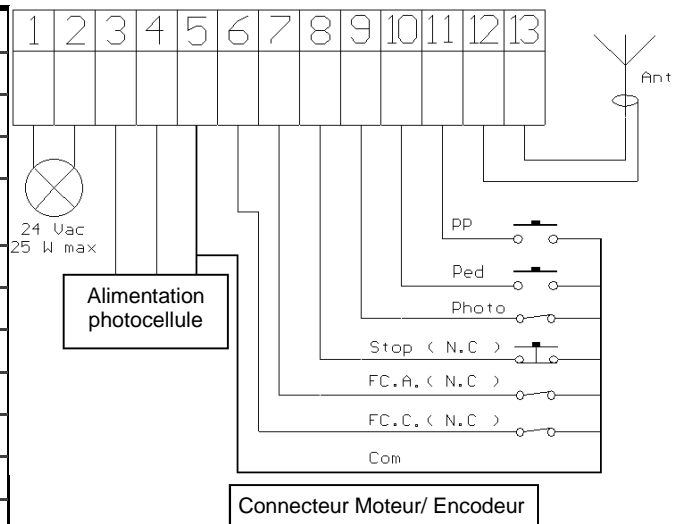 1 2 3 4 5 6 7 8 9 10 11 12 13
Ant
24 Vac
25 W max
Alimentation
photocellule
PP
Ped
Photo
Stop ( N.C )
FC.A. ( N.C )
FC.C. ( N.C )
Com
Connecteur Moteur/ Encodeur